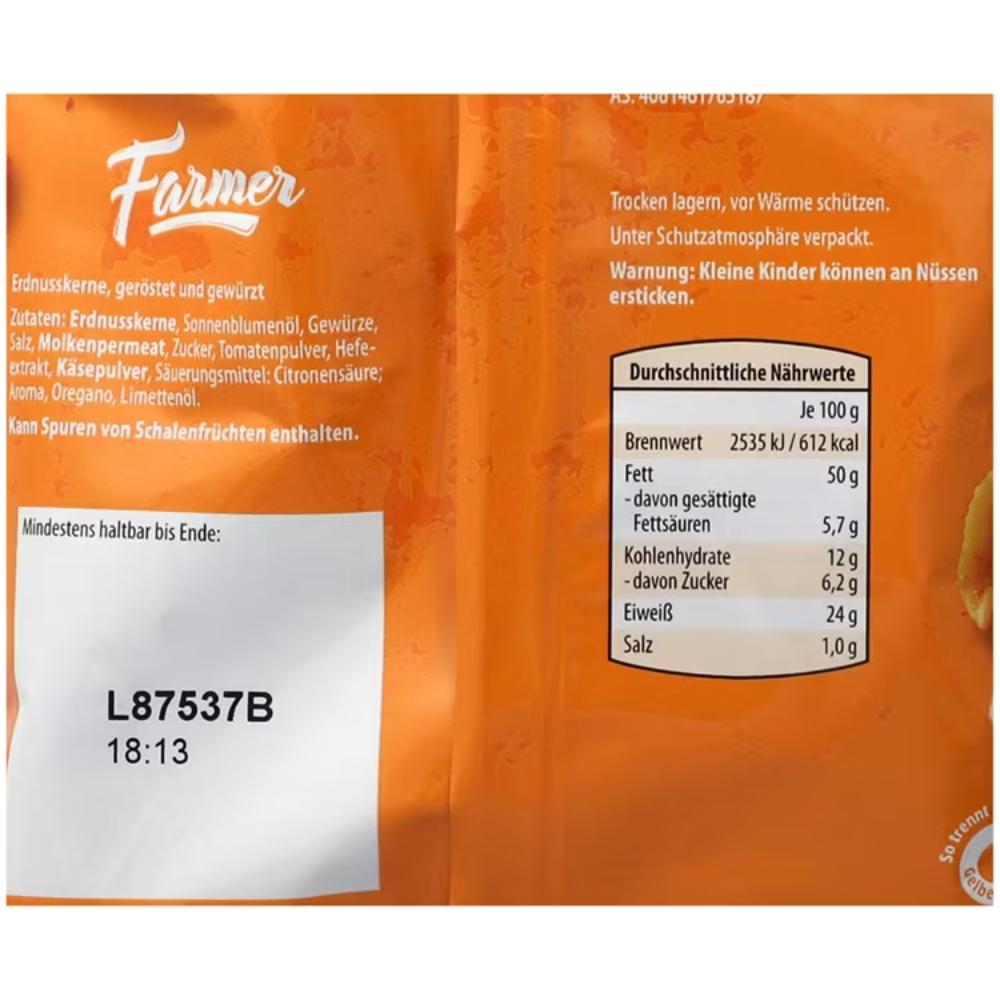 Farmer
Erdnusskerne, geröstet und gewürzt
Zutaten: Erdnusskerne, Sonnenblumenöl, Gewürze,
Salz, Molkenpermeat, Zucker, Tomatenpulver, Hefe-
extrakt, Käsepulver, Säuerungsmittel: Citronensäure;
Aroma, Oregano, Limettenöl.
Kann Spuren von Schalenfrüchten enthalten.
Mindestens haltbar bis Ende:
L87537B
18:13
Trocken lagern, vor Wärme schützen.
Unter Schutzatmosphäre verpackt.
Warnung: Kleine Kinder können an Nüssen
ersticken.
Durchschnittliche Nährwerte
Je 100 g
Brennwert 2535 kJ / 612 kcal
Fett 50 g
- davon gesättigte
Fettsäuren 5,7 g
Kohlenhydrate 12 g
- davon Zucker 6,2 g
Eiweiß 24 g
Salz 1,0 g
So trennt
Gelbe